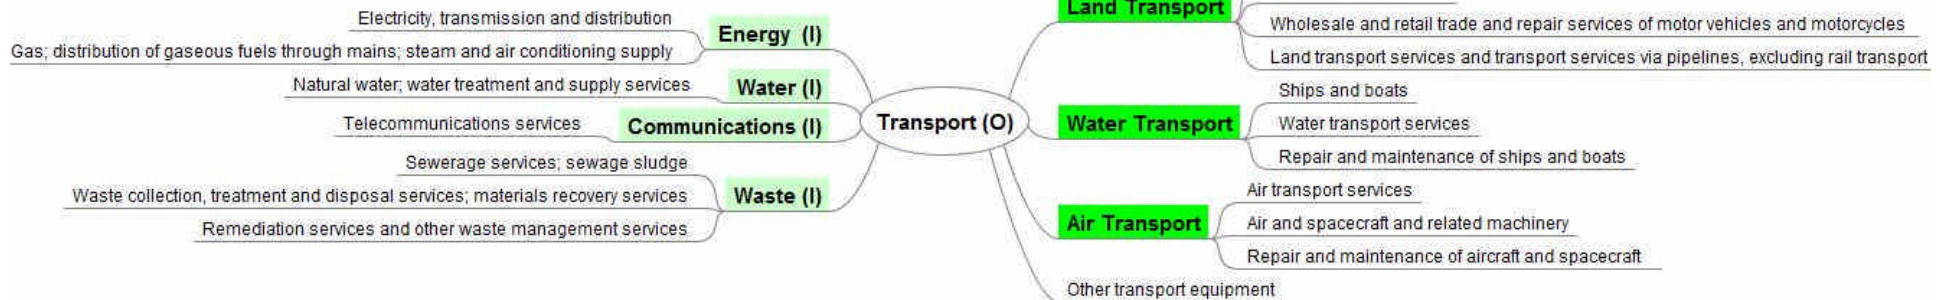 Electricity, transmission and distribution
Energy (I)
Gas; distribution of gaseous fuels through mains; steam and air conditioning supply
Natural water; water treatment and supply services
Water (I)
Telecommunications services
Communications (I)
Sewerage services; sewage sludge
Waste collection, treatment and disposal services; materials recovery services
Waste (I)
Remediation services and other waste management services
Transport (O)
Land Transport
Wholesale and retail trade and repair services of motor vehicles and motorcycles
Land transport services and transport services via pipelines, excluding rail transport
Ships and boats
Water Transport
Water transport services
Repair and maintenance of ships and boats
Air transport services
Air Transport
Air and spacecraft and related machinery
Repair and maintenance of aircraft and spacecraft
Other transport equipment